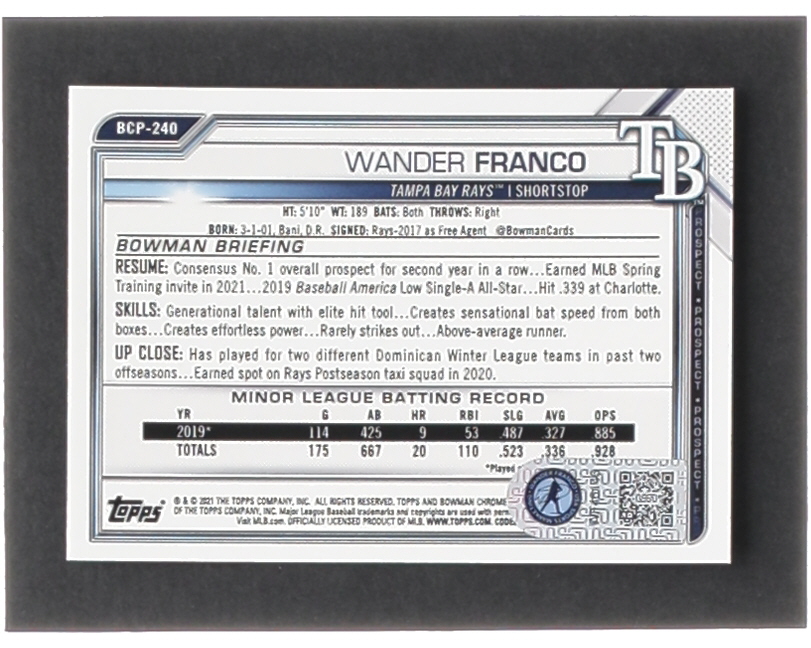 BCP-240
TB
WANDER FRANCO
TAMPA BAY RAYS™ | SHORTSTOP
HT: 5'10" WT: 189 BATS: Both THROWS: Right
BORN: 3-1-01, Bani, D.R. SIGNED: Rays-2017 as Free Agent @BowmanCards
BOWMAN BRIEFING
RESUME: Consensus No. 1 overall prospect for second year in a row...Earned MLB Spring
Training invite in 2021...2019 Baseball America Low Single-A All-Star...Hit .339 at Charlotte.
SKILLS: Generational talent with elite hit tool...Creates sensational bat speed from both
boxes...Creates effortless power...Rarely strikes out...Above-average runner.
UP CLOSE: Has played for two different Dominican Winter League teams in past two
offseasons...Earned spot on Rays Postseason taxi squad in 2020.
MINOR LEAGUE BATTING RECORD
YR G AB HR RBI SLG AVG OPS
2019* 114 425 9 53 .487 .327 .885
TOTALS 175 667 20 110 .523 .336 .928
*Played
Topps
® & © 2021 THE TOPPS COMPANY, INC. ALL RIGHTS RESERVED. TOPPS AND BOWMAN CHROME
OF THE TOPPS COMPANY, INC. Major League Baseball trademarks and copyrights are used with perm
Visit MLB.com. OFFICIALLY LICENSED PRODUCT OF MLB. WWW.TOPPS.COM. CODE
PROSPECT • PROSPECT • PROSPECT • P